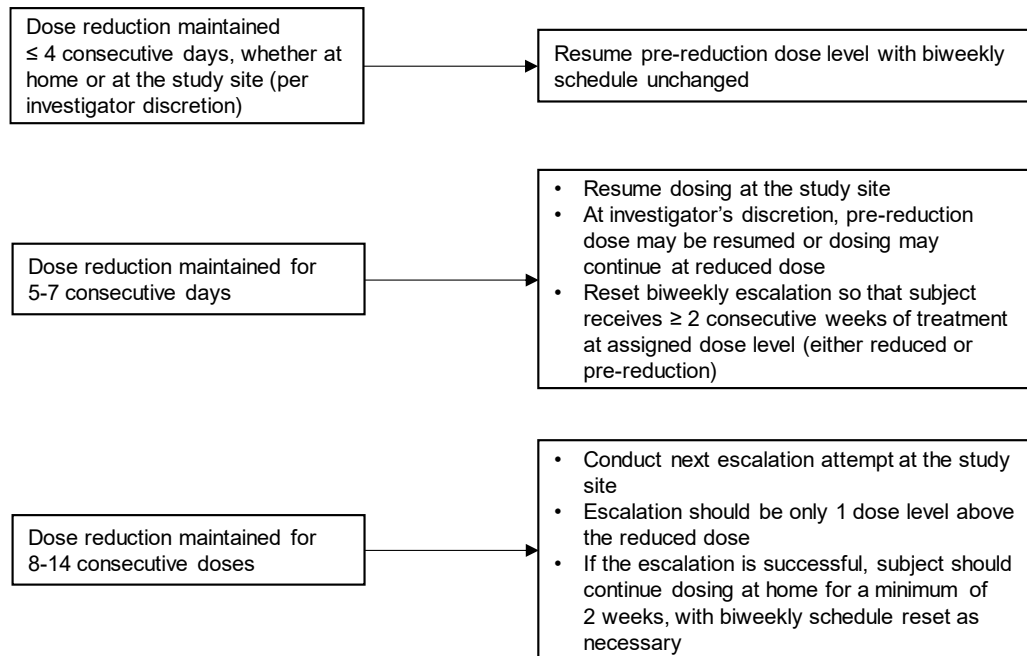 Dose reduction maintained
≤ 4 consecutive days, whether at
home or at the study site (per
investigator discretion)
Resume pre-reduction dose level with biweekly
schedule unchanged
Dose reduction maintained for
5-7 consecutive days
• Resume dosing at the study site
• At investigator’s discretion, pre-reduction
dose may be resumed or dosing may
continue at reduced dose
• Reset biweekly escalation so that subject
receives ≥ 2 consecutive weeks of treatment
at assigned dose level (either reduced or
pre-reduction)
Dose reduction maintained for
8-14 consecutive doses
• Conduct next escalation attempt at the study
site
• Escalation should be only 1 dose level above
the reduced dose
• If the escalation is successful, subject should
continue dosing at home for a minimum of
2 weeks, with biweekly schedule reset as
necessary